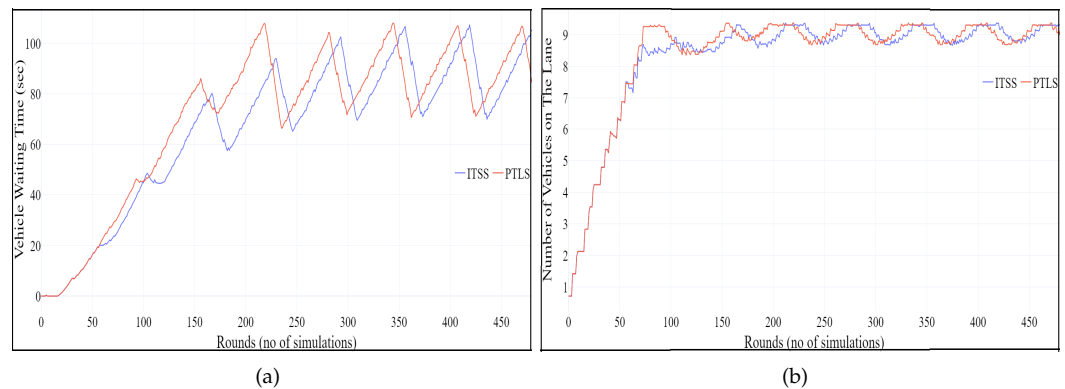 Vehicle Waiting Time (sec)
100
80
60
40
20
0
ITSS PTLS
0 50 100 150 200 250 300 350 400 450
Rounds (no of simulations)
(a)
Number of Vehicles on The Lane
9
8
7
6
5
4
3
2
1
ITSS PTLS
0 50 100 150 200 250 300 350 400 450
Rounds (no of simulations)
(b)